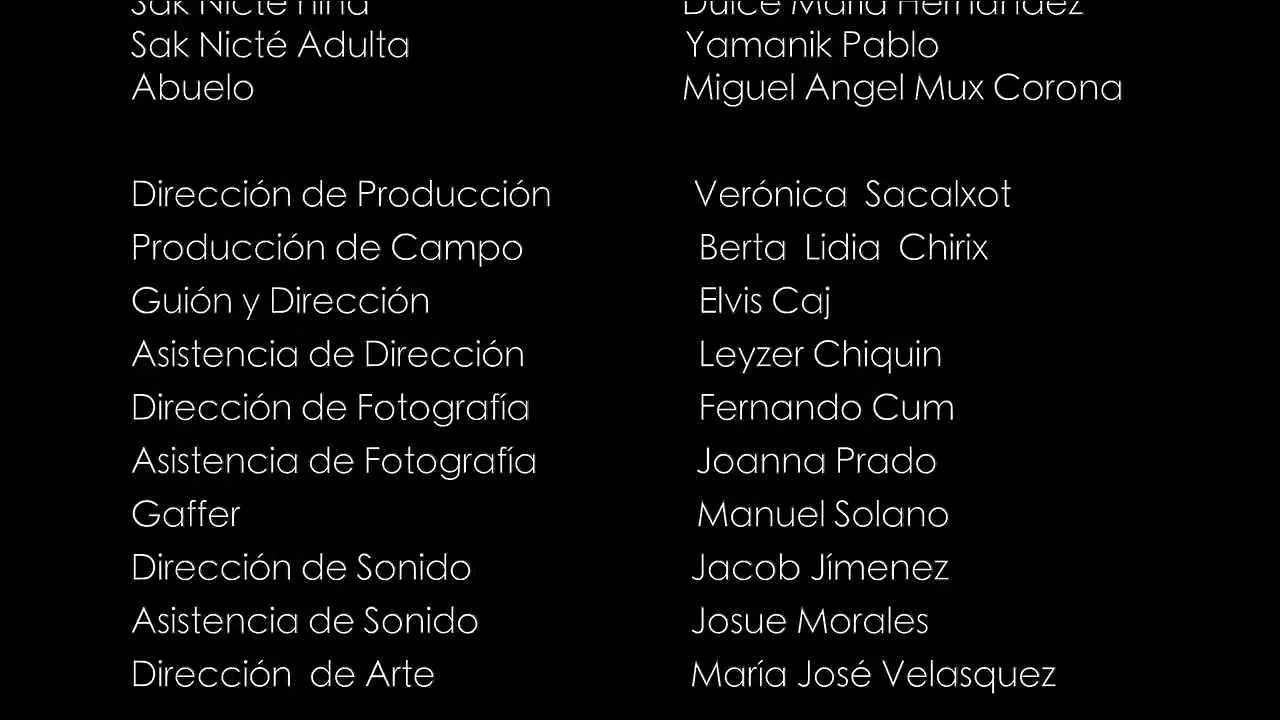 Sak Nicté niña Dulce María Hernández
Sak Nicté Adulta Yamanik Pablo
Abuelo Miguel Angel Mux Corona
Dirección de Producción Verónica Sacalxot
Producción de Campo Berta Lidia Chirix
Guión y Dirección Elvis Caj
Asistencia de Dirección Leyzer Chiquin
Dirección de Fotografía Fernando Cum
Asistencia de Fotografía Joanna Prado
Gaffer Manuel Solano
Dirección de Sonido Jacob Jímenez
Asistencia de Sonido Josue Morales
Dirección de Arte María José Velasquez